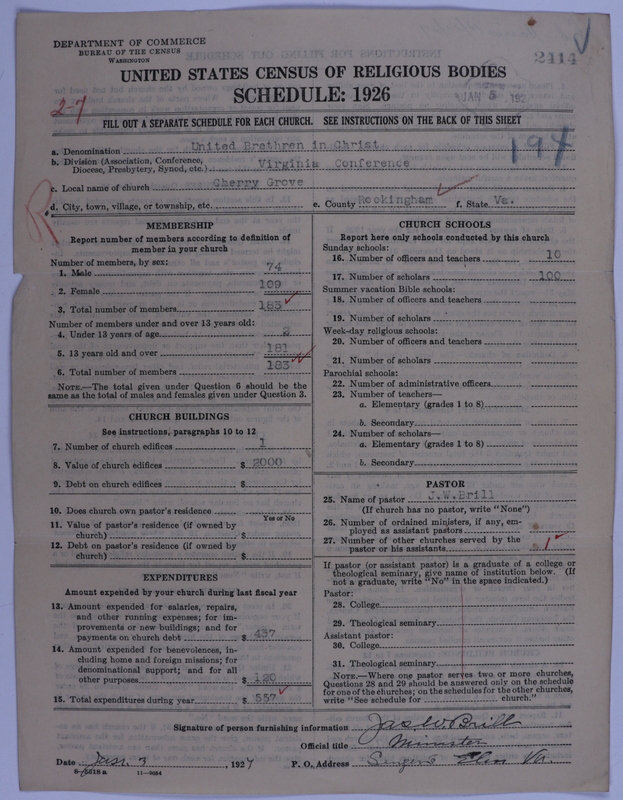 DEPARTMENT OF COMMERCE
BUREAU OF THE CENSUS
WASHINGTON
2414
UNITED STATES CENSUS OF RELIGIOUS BODIES
SCHEDULE: 1926
JAN 5 192
2-7
FILL OUT A SEPARATE SCHEDULE FOR EACH CHURCH. SEE INSTRUCTIONS ON THE BACK OF THIS SHEET
194
a. Denomination United Brethren in Christ
b. Division (Association, Conference, Diocese, Presbytery, Synod, etc.) Virginia Conference
c. Local name of church Cherry Grove
d. City, town, village, or township, etc. e. County Rockingham f. State Va.
R
MEMBERSHIP
Report number of members according to definition of
member in your church
Number of members, by sex:
1. Male 74
2. Female 109
3. Total number of members 183
Number of members under and over 13 years old:
4. Under 13 years of age 2
5. 13 years old and over 181
6. Total number of members 183
NOTE.—The total given under Question 6 should be the
same as the total of males and females given under Question 3.
CHURCH BUILDINGS
See instructions, paragraphs 10 to 12
7. Number of church edifices 1
8. Value of church edifices $ 2000
9. Debt on church edifices $
10. Does church own pastor's residence
Yes or No
11. Value of pastor's residence (if owned by
church) $
12. Debt on pastor's residence (if owned by
church) $
EXPENDITURES
Amount expended by your church during last fiscal year
13. Amount expended for salaries, repairs,
and other running expenses; for im-
provements or new buildings; and for
payments on church debt $ 437
14. Amount expended for benevolences, in-
cluding home and foreign missions; for
denominational support; and for all
other purposes $ 120
15. Total expenditures during year $ 557
CHURCH SCHOOLS
Report here only schools conducted by this church
Sunday schools:
16. Number of officers and teachers 10
17. Number of scholars 100
Summer vacation Bible schools:
18. Number of officers and teachers
19. Number of scholars
Week-day religious schools:
20. Number of officers and teachers
21. Number of scholars
Parochial schools:
22. Number of administrative officers
23. Number of teachers—
a. Elementary (grades 1 to 8)
b. Secondary
24. Number of scholars—
a. Elementary (grades 1 to 8)
b. Secondary
PASTOR
25. Name of pastor J.W.Brill
(If church has no pastor, write "None")
26. Number of ordained ministers, if any, em-
ployed as assistant pastors
27. Number of other churches served by the
pastor or his assistants 1
If pastor (or assistant pastor) is a graduate of a college or
theological seminary, give name of institution below. (If
not a graduate, write "No" in the space indicated.)
Pastor:
28. College
29. Theological seminary
Assistant pastor:
30. College
31. Theological seminary
NOTE.—Where one pastor serves two or more churches,
Questions 28 and 29 should be answered only on the schedule
for one of the churches; on the schedules for the other churches,
write "See schedule for church."
Signature of person furnishing information Jas W Brill
Official title Minister
Date Jan. 3, 1927 P. O. Address Singers Glen Va.
8-5518a 11-9054